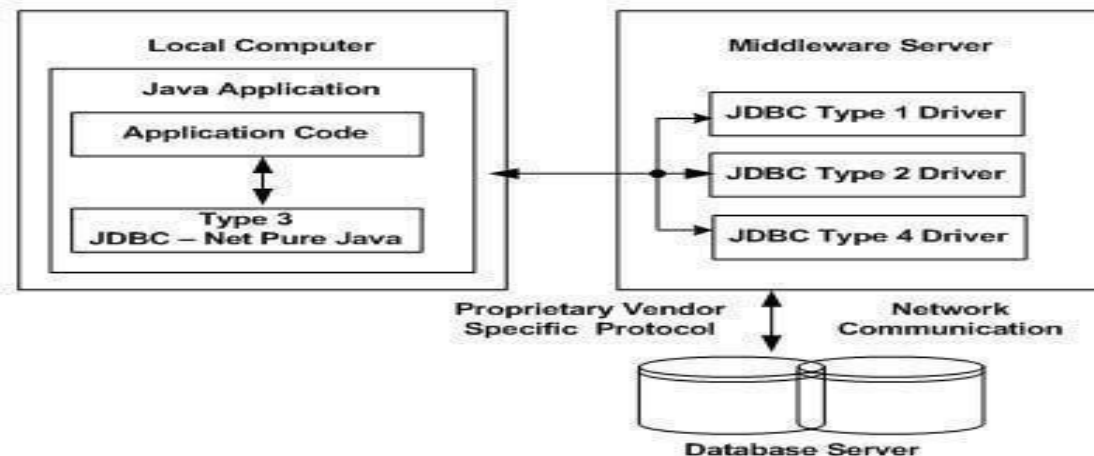 Local Computer
Java Application
Application Code
Type 3
JDBC – Net Pure Java
Middleware Server
JDBC Type 1 Driver
JDBC Type 2 Driver
JDBC Type 4 Driver
Proprietary Vendor
Specific Protocol
Network
Communication
Database Server